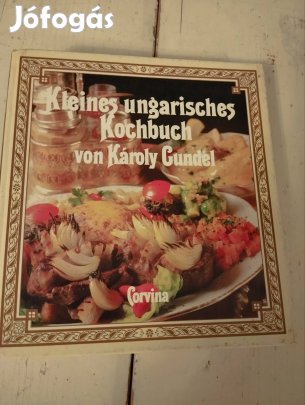 Jófogás
Kleines ungarisches
Kochbuch
von Károly Gundel
Corvina